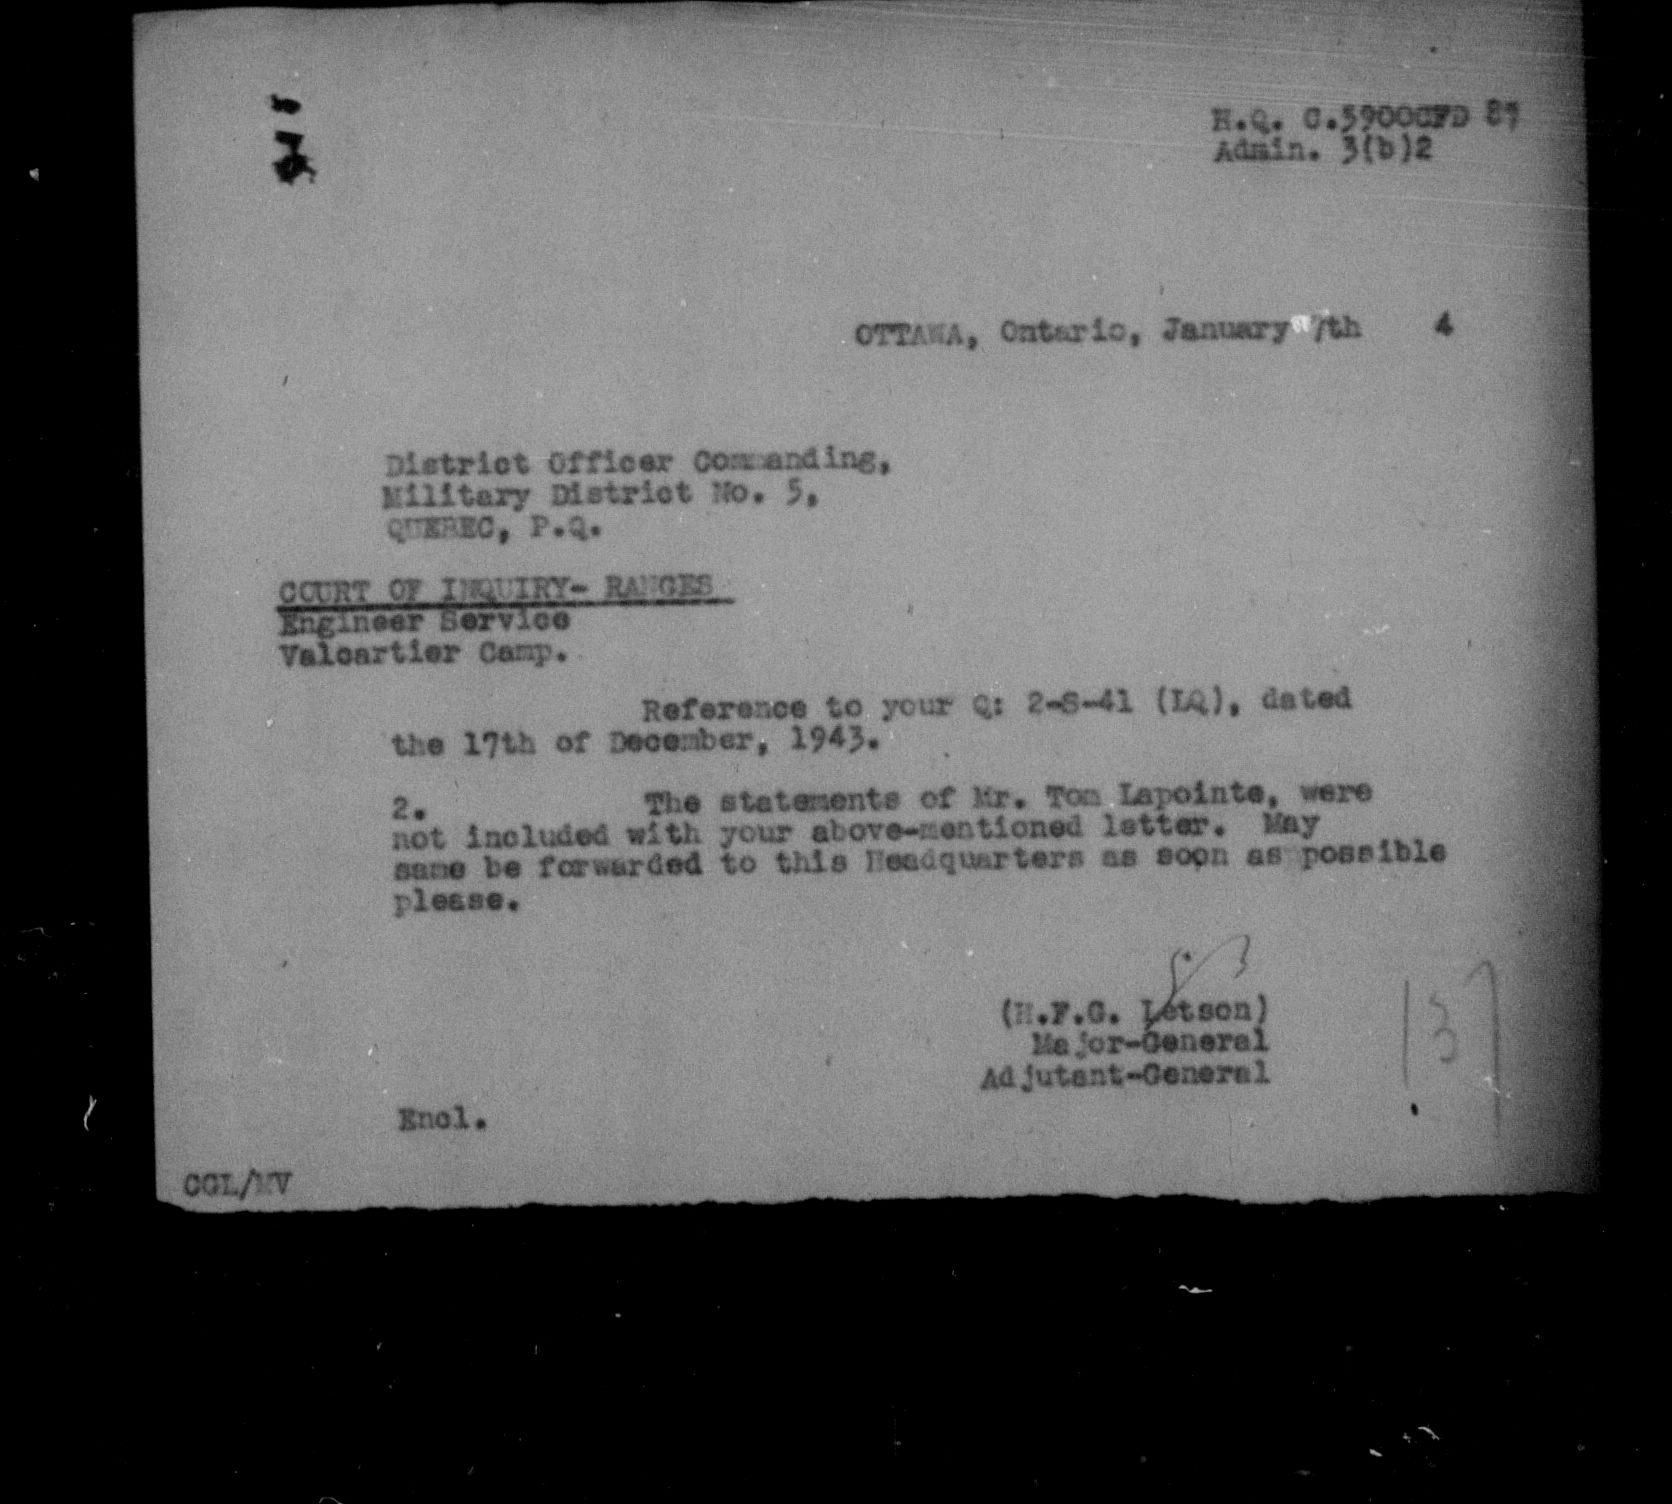 H.Q. C.5900CFD 87
Admin. 3(b)2
OTTAWA, Ontario, January 7th 4
District Officer Commanding,
Military District No. 5,
QUEBEC, P.Q.
COURT OF INQUIRY- RANGES
Engineer Service
Valcartier Camp.
Reference to your Q: 2-S-41 (LQ), dated
the 17th of December, 1943.
2. The statements of Mr. Tom Lapointe, were
not included with your above-mentioned letter. May
same be forwarded to this Headquarters as soon as possible
please.
(H.F.G. Letson)
Major-General
Adjutant-General
137
Encl.
CGL/MV